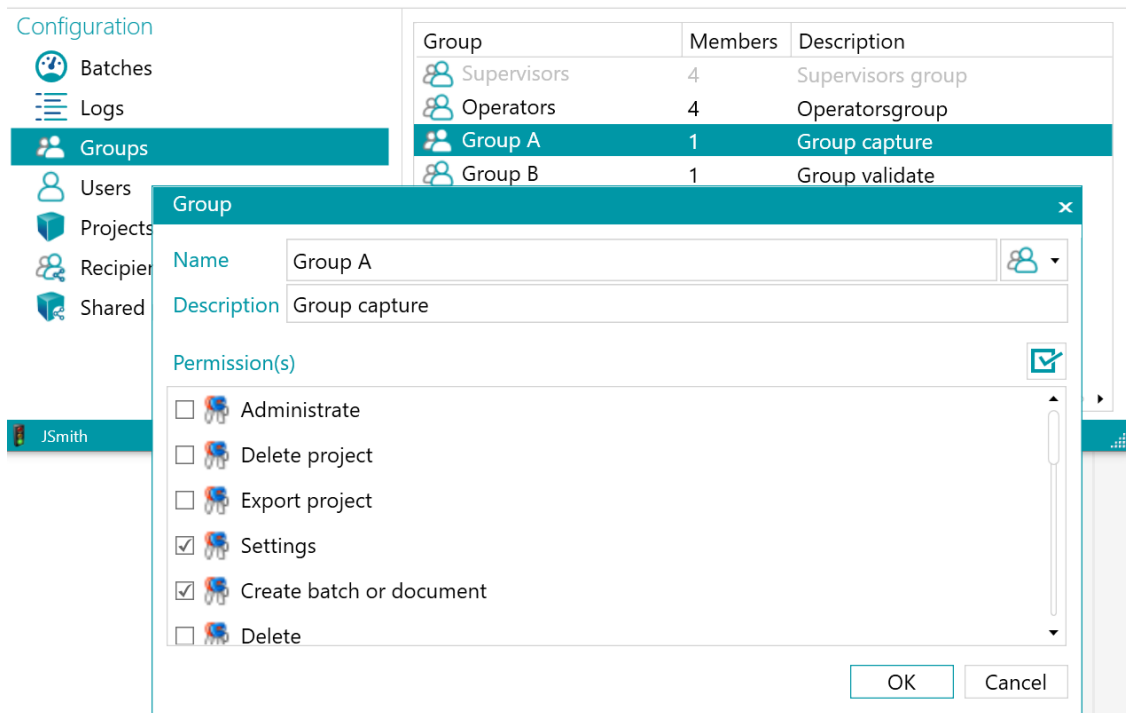 Configuration
Batches
Logs
Groups
Users
Projects
Recipier
Shared
JSmith
Group Members Description
Supervisors 4 Supervisors group
Operators 4 Operatorsgroup
Group A 1 Group capture
Group B 1 Group validate
Group x
Name Group A
Description Group capture
Permission(s)
Administrate
Delete project
Export project
Settings
Create batch or document
Delete
OK Cancel